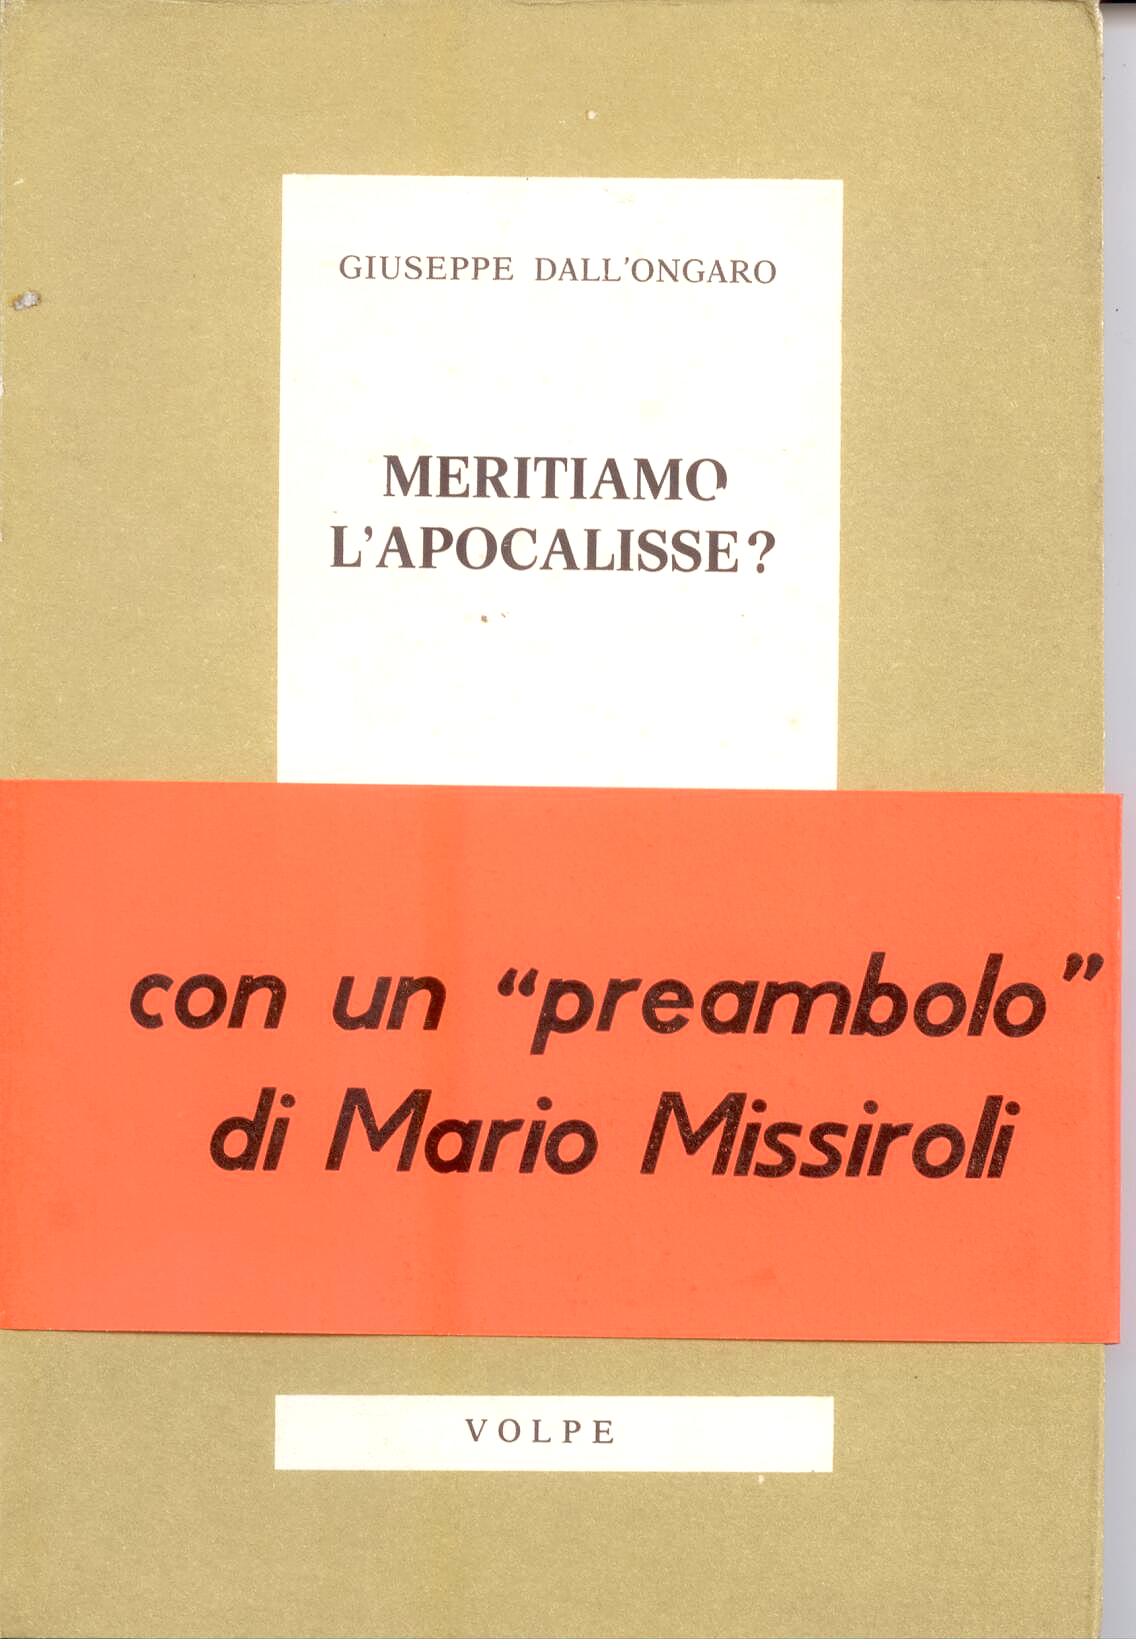 GIUSEPPE DALL'ONGARO
MERITIAMO
L'APOCALISSE?
con un “preambolo”
di Mario Missiroli
VOLPE